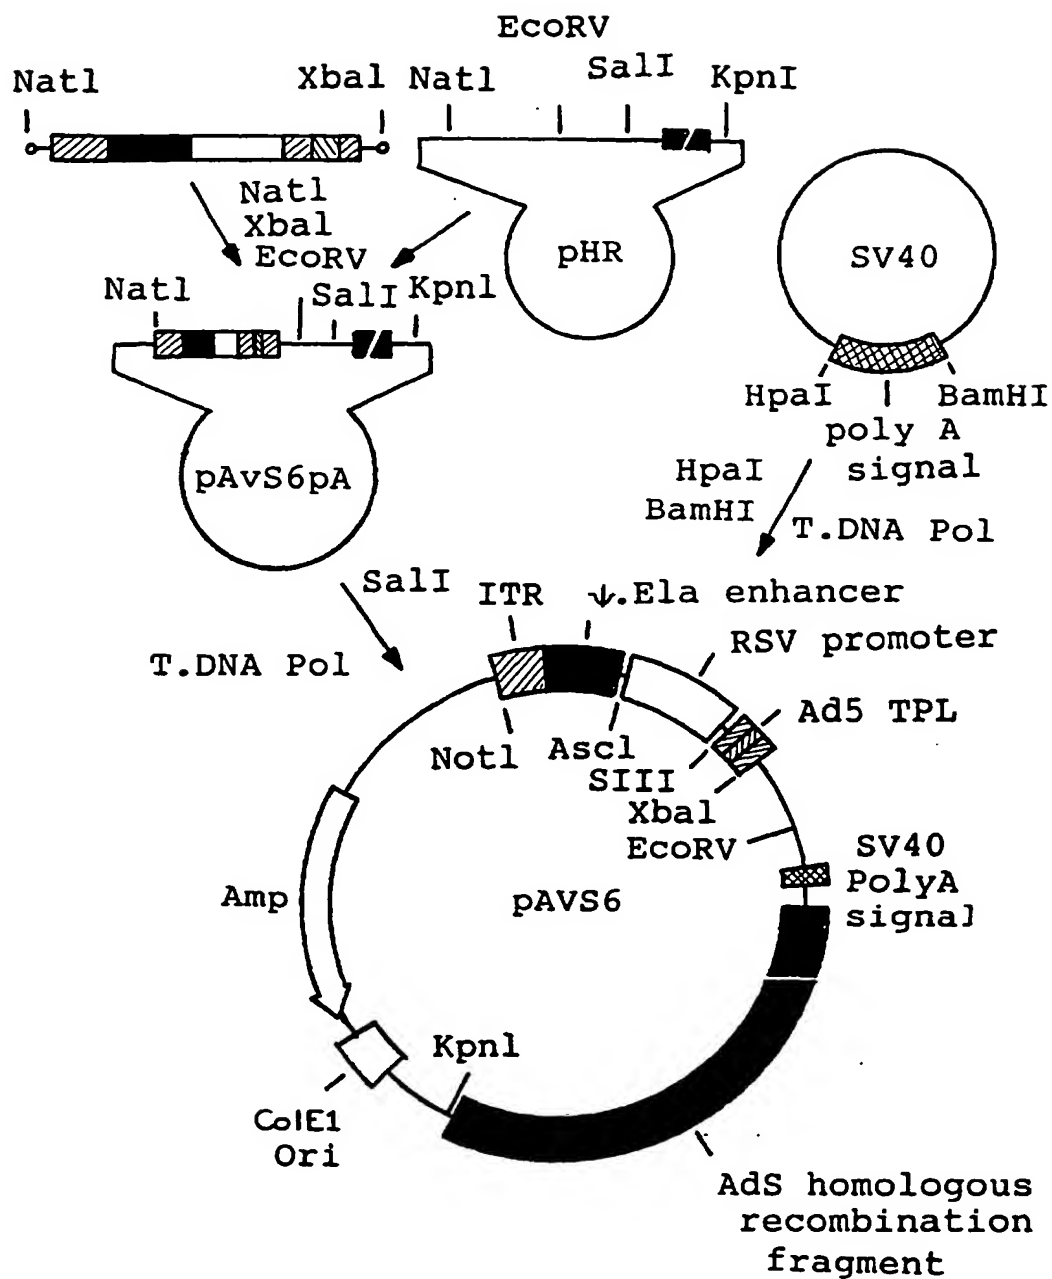 EcoRV
Natl
Xbal
Natl
SalI
KpnI
Natl
Xbal
EcoRV
pHR
SV40
Natl
SalI
Kpnl
HpaI
BamHI
poly A
signal
pAvS6pA
HpaI
BamHI
T.DNA Pol
SalI
T.DNA Pol
ITR
ψ.Ela enhancer
RSV promoter
Ad5 TPL
Notl
Ascl
SIII
Xbal
EcoRV
SV40
PolyA
signal
Amp
pAVS6
Kpnl
ColE1
Ori
AdS homologous
recombination
fragment